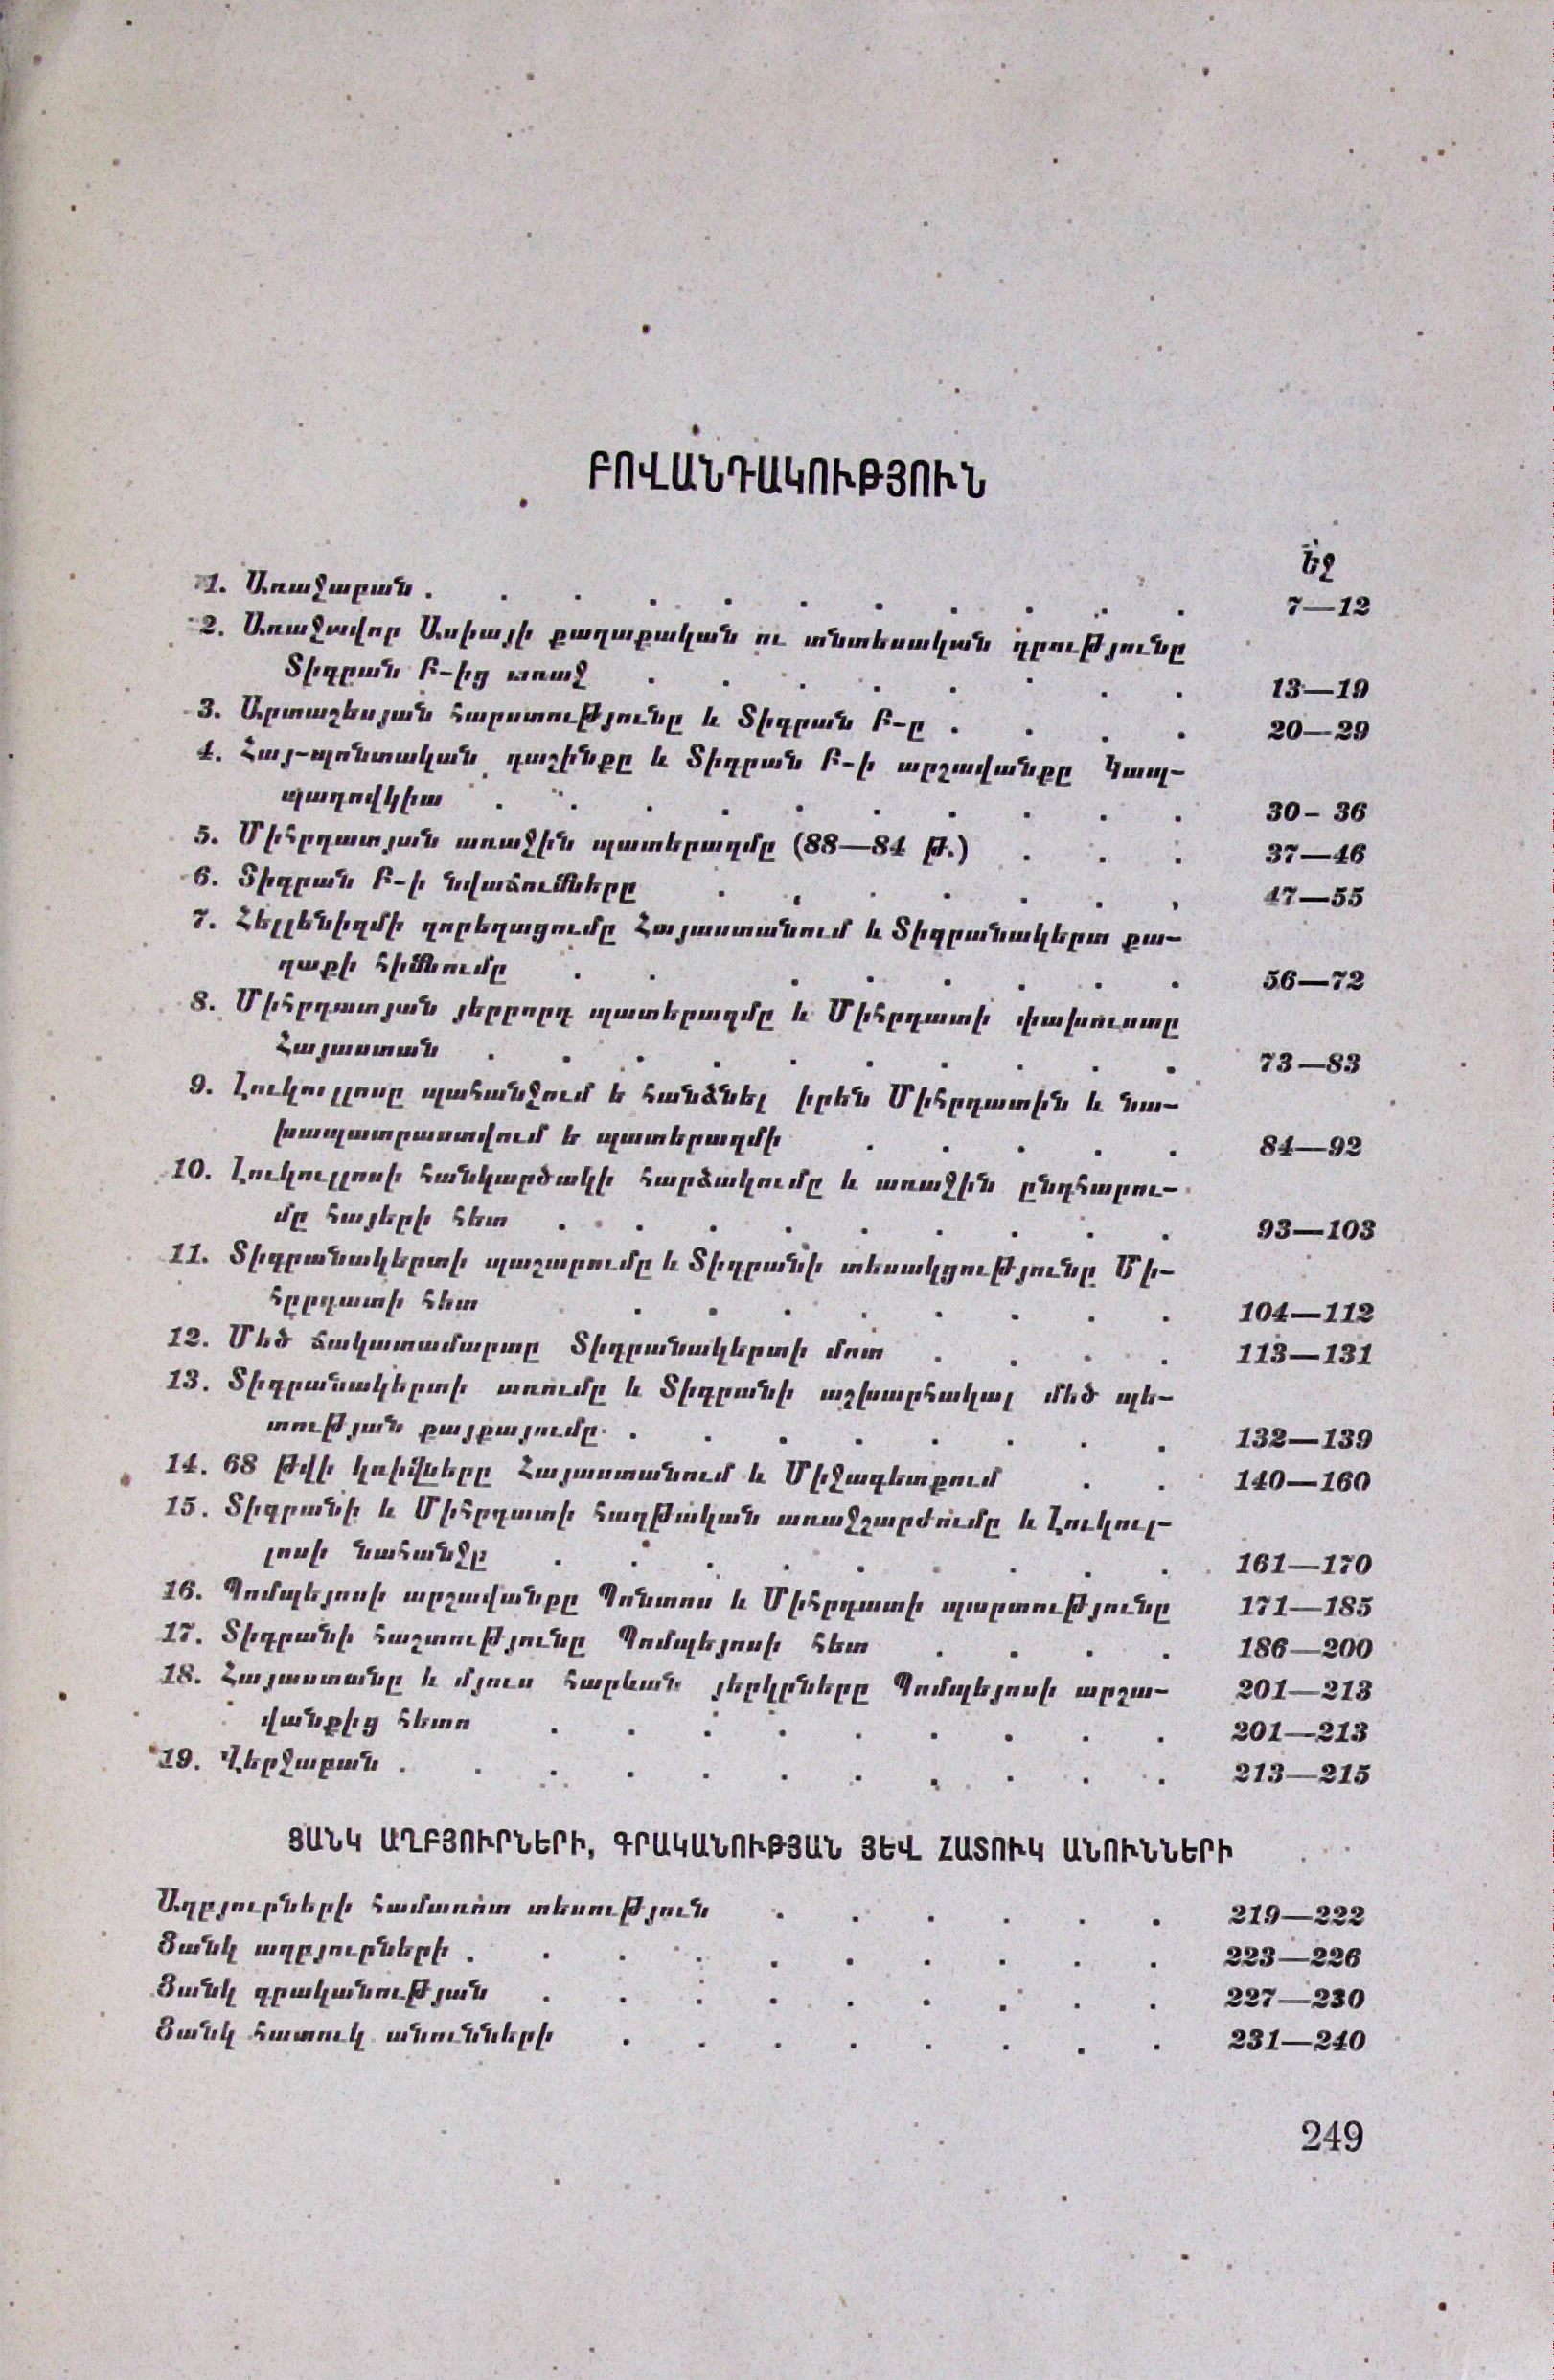 ԲՈՎԱՆԴԱԿՈՒԹՅՈՒՆ
Եջ
1. Առաջաբան . . . . . . . . . . . 7—12
2. Առաջավոր Ասիայի քաղաքական ու տնտեսական դրությունը
Տիգրան Բ-ից առաջ . . . . . . . . 13—19
3. Արտաշեսյան հարստությունը և Տիգրան Բ-ը . . . . 20—29
4. Հայ-պոնտական դաշինքը և Տիգրան Բ-ի արշավանքը Կապ-
պադովկիա . . . . . . . . . . 30– 36
5. Միհրդատյան առաջին պատերազմը (88—84 թ.) . . . 37—46
6. Տիգրան Բ-ի նվաճումները . . . . . . . 47—55
7. Հելլենիզմի զորեղացումը Հայաստանում և Տիգրանակերտ քա-
ղաքի հիմնումը . . . . . . . . 56—72
8. Միհրդատյան յերրորդ պատերազմը և Միհրդատի փախուստը
Հայաստան . . . . . . . . . . 73—83
9. Լուկուլլոսը պահանջում ե հանձնել իրեն Միհրդատին և նա-
խապատրաստվում ե պատերազմի . . . . . 84—92
10. Լուկուլլոսի հանկարծակի հարձակումը և առաջին ընդհարու-
մը հայերի հետ . . . . . . . . . 93—103
11. Տիգրանակերտի պաշարումը և Տիգրանի տեսակցությունը Մի-
հըրդատի հետ . . . . . . . . 104—112
12. Մեծ ճակատամարտը Տիգրանակերտի մոտ . . . . 113—131
13. Տիգրանակերտի առումը և Տիգրանի աշխարհակալ մեծ պե-
տության քայքայումը . . . . . . . . 132—139
14. 68 թվի կռիվները Հայաստանում և Միջագետքում . . 140—160
15. Տիգրանի և Միհրդատի հաղթական առաջշարժումը և Լուկուլ-
լոսի նահանջը . . . . . . . . . 161—170
16. Պոմպեյոսի արշավանքը Պոնտոս և Միհրդատի պարտությունը 171—185
17. Տիգրանի հաշտությունը Պոմպեյոսի հետ . . . . 186—200
18. Հայաստանը և մյուս հարևան յերկրները Պոմպեյոսի արշա- 201—213
վանքից հետո . . . . . . . . . 201—213
19. Վերջաբան . . . . . . . . . . . 213—215
ՑԱՆԿ ԱՂԲՅՈՒՐՆԵՐԻ, ԳՐԱԿԱՆՈՒԹՅԱՆ ՅԵՎ ՀԱՏՈՒԿ ԱՆՈՒՆՆԵՐԻ
Աղբյուրների համառոտ տեսություն . . . . . . 219—222
Ցանկ աղբյուրների . . . . . . . . . . 223—226
Ցանկ գրականության . . . . . . . . . 227—230
Ցանկ հատուկ անունների . . . . . . . . 231—240
249